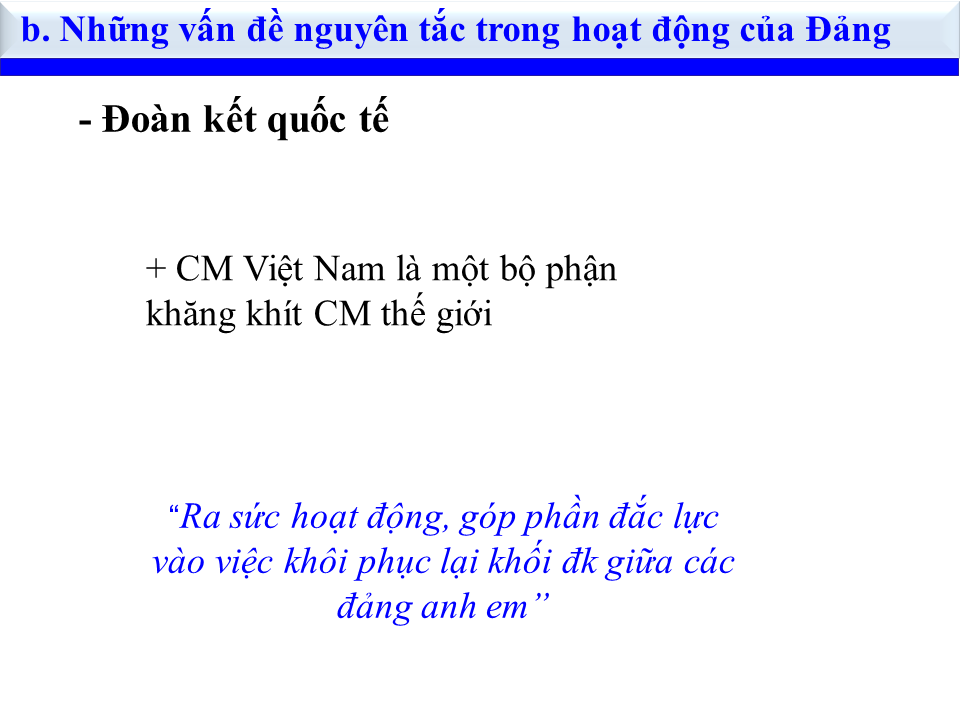 b. Những vấn đề nguyên tắc trong hoạt động của Đảng
- Đoàn kết quốc tế
+ CM Việt Nam là một bộ phận
khăng khít CM thế giới
“Ra sức hoạt động, góp phần đắc lực
vào việc khôi phục lại khối đk giữa các
đảng anh em”